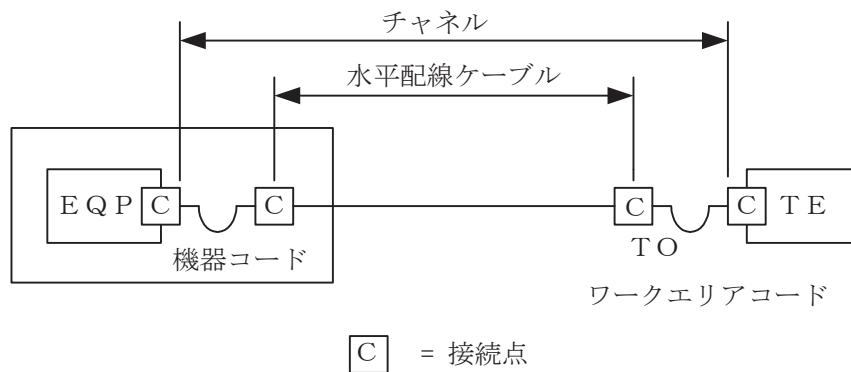 チャネル
水平配線ケーブル
EQP C C C C TE
機器コード TO
ワークエリアコード
C = 接続点